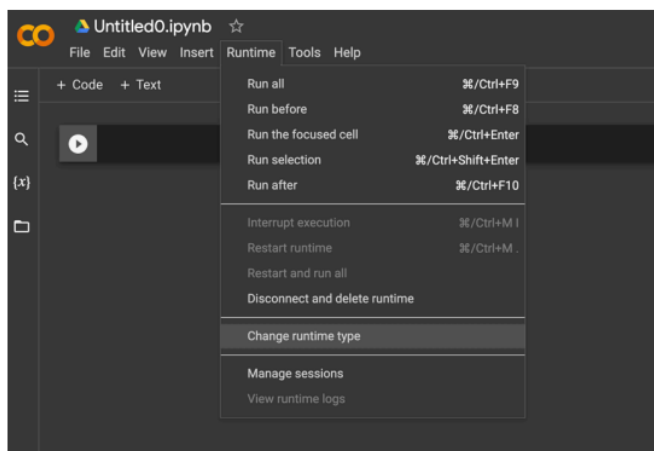 Untitled0.ipynb
File Edit View Insert Runtime Tools Help
+ Code + Text
Run all ⌘/Ctrl+F9
Run before ⌘/Ctrl+F8
Run the focused cell ⌘/Ctrl+Enter
Run selection ⌘/Ctrl+Shift+Enter
Run after ⌘/Ctrl+F10
Interrupt execution ⌘/Ctrl+M I
Restart runtime ⌘/Ctrl+M .
Restart and run all
Disconnect and delete runtime
Change runtime type
Manage sessions
View runtime logs
{x}